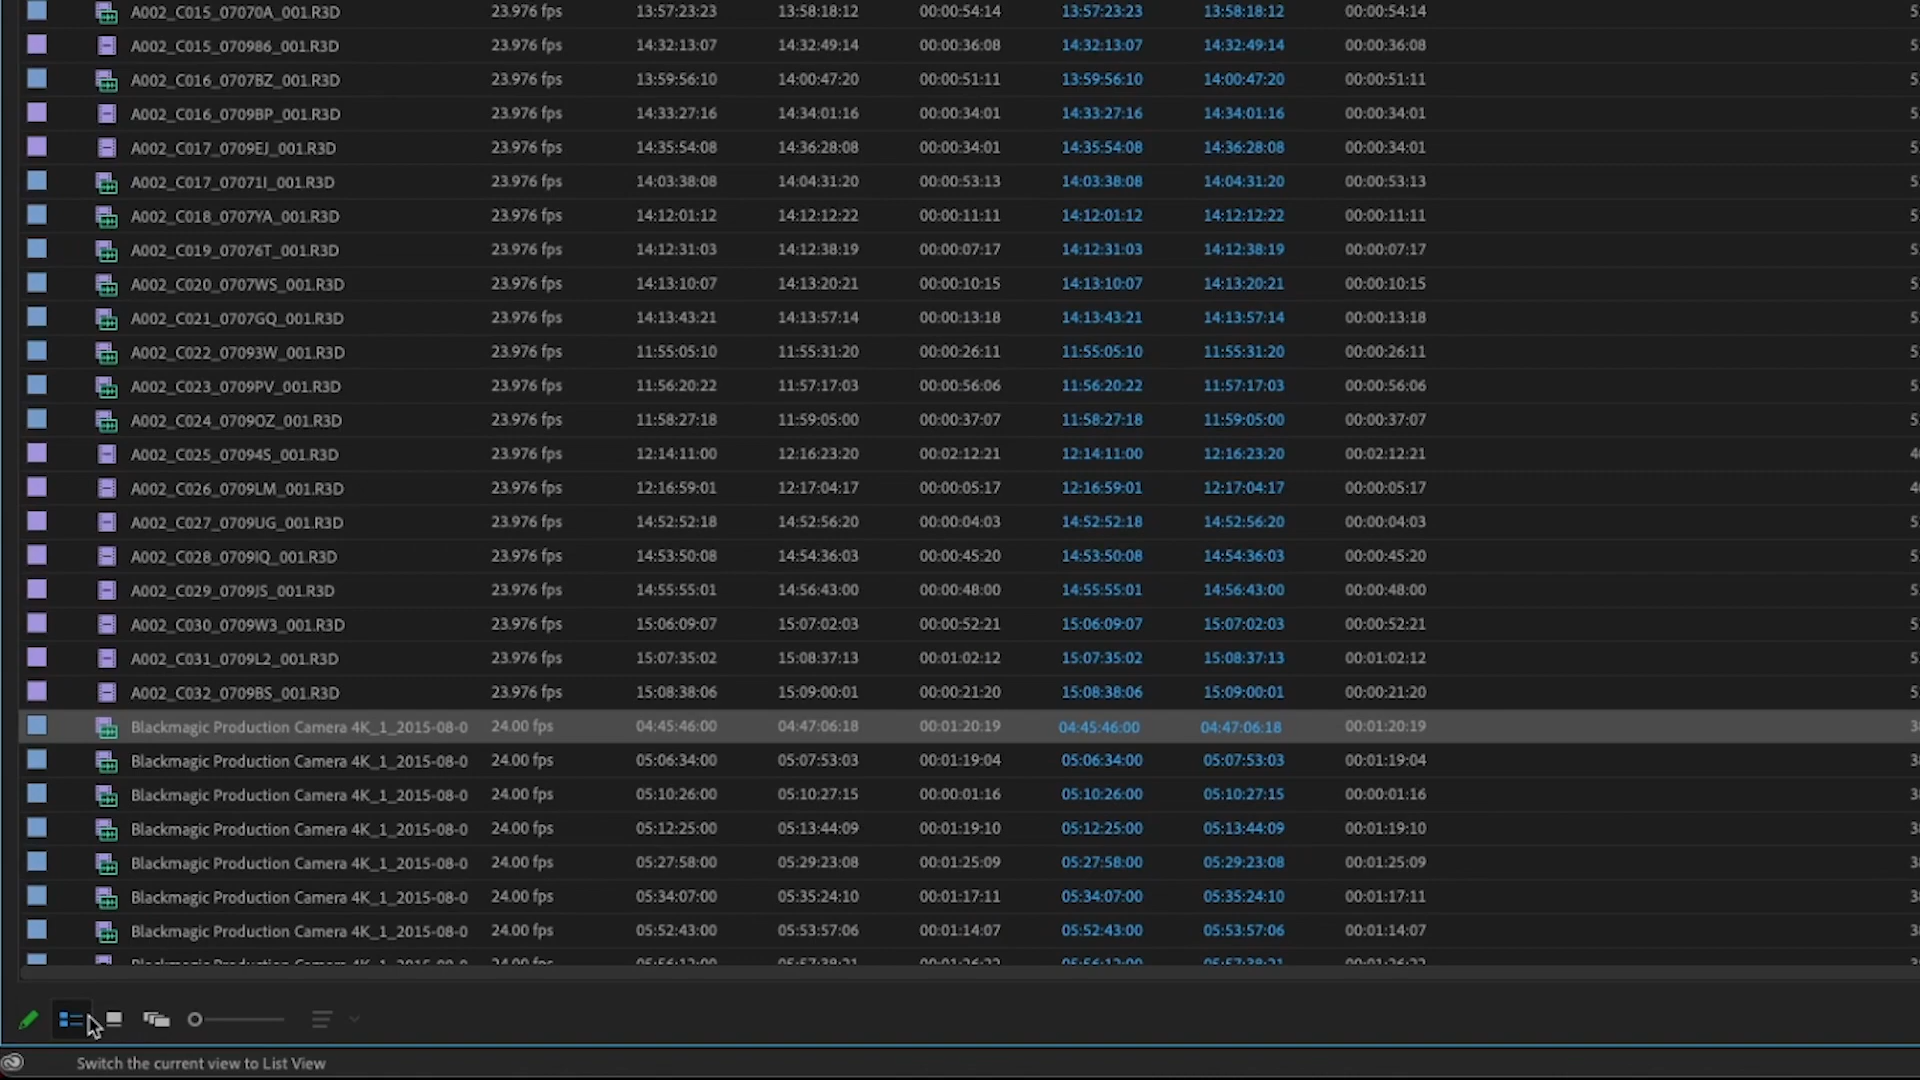 A002_C015_07070A_001.R3D 23.976 fps 13:57:23:23 13:58:18:12 00:00:54:14 13:57:23:23 13:58:18:12 00:00:54:14 5
A002_C015_070986_001.R3D 23.976 fps 14:32:13:07 14:32:49:14 00:00:36:08 14:32:13:07 14:32:49:14 00:00:36:08 5
A002_C016_0707BZ_001.R3D 23.976 fps 13:59:56:10 14:00:47:20 00:00:51:11 13:59:56:10 14:00:47:20 00:00:51:11 5
A002_C016_0709BP_001.R3D 23.976 fps 14:33:27:16 14:34:01:16 00:00:34:01 14:33:27:16 14:34:01:16 00:00:34:01 5
A002_C017_0709EJ_001.R3D 23.976 fps 14:35:54:08 14:36:28:08 00:00:34:01 14:35:54:08 14:36:28:08 00:00:34:01 5
A002_C017_07071I_001.R3D 23.976 fps 14:03:38:08 14:04:31:20 00:00:53:13 14:03:38:08 14:04:31:20 00:00:53:13 5
A002_C018_0707YA_001.R3D 23.976 fps 14:12:01:12 14:12:12:22 00:00:11:11 14:12:01:12 14:12:12:22 00:00:11:11 5
A002_C019_07076T_001.R3D 23.976 fps 14:12:31:03 14:12:38:19 00:00:07:17 14:12:31:03 14:12:38:19 00:00:07:17 5
A002_C020_0707WS_001.R3D 23.976 fps 14:13:10:07 14:13:20:21 00:00:10:15 14:13:10:07 14:13:20:21 00:00:10:15 5
A002_C021_0707GQ_001.R3D 23.976 fps 14:13:43:21 14:13:57:14 00:00:13:18 14:13:43:21 14:13:57:14 00:00:13:18 5
A002_C022_07093W_001.R3D 23.976 fps 11:55:05:10 11:55:31:20 00:00:26:11 11:55:05:10 11:55:31:20 00:00:26:11 5
A002_C023_0709PV_001.R3D 23.976 fps 11:56:20:22 11:57:17:03 00:00:56:06 11:56:20:22 11:57:17:03 00:00:56:06 5
A002_C024_0709OZ_001.R3D 23.976 fps 11:58:27:18 11:59:05:00 00:00:37:07 11:58:27:18 11:59:05:00 00:00:37:07 5
A002_C025_07094S_001.R3D 23.976 fps 12:14:11:00 12:16:23:20 00:02:12:21 12:14:11:00 12:16:23:20 00:02:12:21 4
A002_C026_0709LM_001.R3D 23.976 fps 12:16:59:01 12:17:04:17 00:00:05:17 12:16:59:01 12:17:04:17 00:00:05:17 4
A002_C027_0709UG_001.R3D 23.976 fps 14:52:52:18 14:52:56:20 00:00:04:03 14:52:52:18 14:52:56:20 00:00:04:03 5
A002_C028_0709IQ_001.R3D 23.976 fps 14:53:50:08 14:54:36:03 00:00:45:20 14:53:50:08 14:54:36:03 00:00:45:20 5
A002_C029_0709JS_001.R3D 23.976 fps 14:55:55:01 14:56:43:00 00:00:48:00 14:55:55:01 14:56:43:00 00:00:48:00 5
A002_C030_0709W3_001.R3D 23.976 fps 15:06:09:07 15:07:02:03 00:00:52:21 15:06:09:07 15:07:02:03 00:00:52:21 5
A002_C031_0709L2_001.R3D 23.976 fps 15:07:35:02 15:08:37:13 00:01:02:12 15:07:35:02 15:08:37:13 00:01:02:12 5
A002_C032_0709BS_001.R3D 23.976 fps 15:08:38:06 15:09:00:01 00:00:21:20 15:08:38:06 15:09:00:01 00:00:21:20 5
Blackmagic Production Camera 4K_1_2015-08-0 24.00 fps 04:45:46:00 04:47:06:18 00:01:20:19 04:45:46:00 04:47:06:18 00:01:20:19 3
Blackmagic Production Camera 4K_1_2015-08-0 24.00 fps 05:06:34:00 05:07:53:03 00:01:19:04 05:06:34:00 05:07:53:03 00:01:19:04 3
Blackmagic Production Camera 4K_1_2015-08-0 24.00 fps 05:10:26:00 05:10:27:15 00:00:01:16 05:10:26:00 05:10:27:15 00:00:01:16 3
Blackmagic Production Camera 4K_1_2015-08-0 24.00 fps 05:12:25:00 05:13:44:09 00:01:19:10 05:12:25:00 05:13:44:09 00:01:19:10 3
Blackmagic Production Camera 4K_1_2015-08-0 24.00 fps 05:27:58:00 05:29:23:08 00:01:25:09 05:27:58:00 05:29:23:08 00:01:25:09 3
Blackmagic Production Camera 4K_1_2015-08-0 24.00 fps 05:34:07:00 05:35:24:10 00:01:17:11 05:34:07:00 05:35:24:10 00:01:17:11 3
Blackmagic Production Camera 4K_1_2015-08-0 24.00 fps 05:52:43:00 05:53:57:06 00:01:14:07 05:52:43:00 05:53:57:06 00:01:14:07 3
Blackmagic Production Camera 4K_1_2015-08-0 24.00 fps
Switch the current view to List View